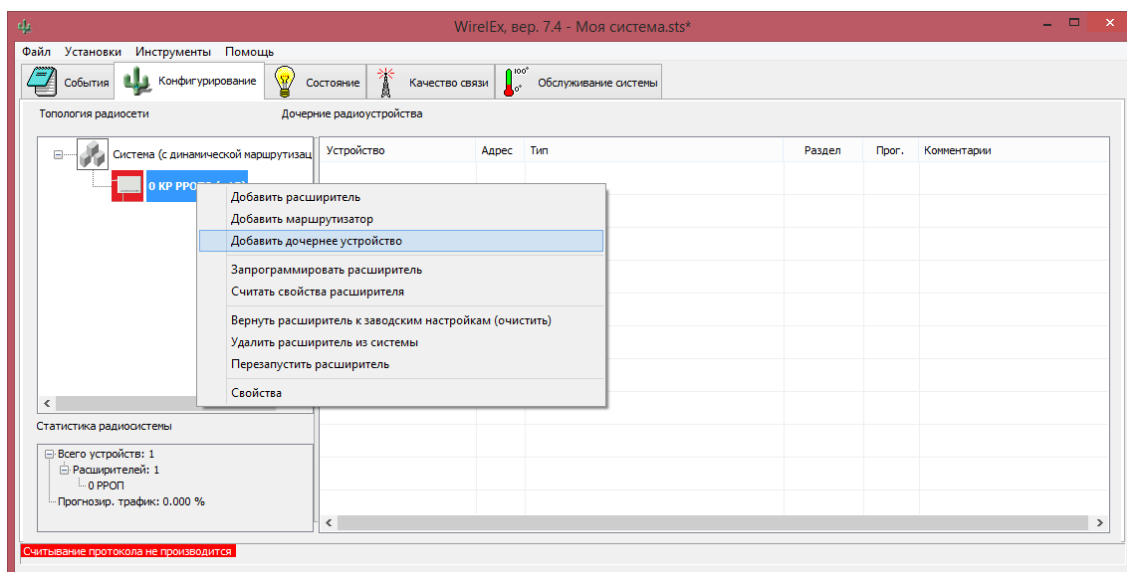 WirelEx, вер. 7.4 - Моя система.sts*
Файл Установки Инструменты Помощь
События Конфигурирование Состояние Качество связи 100° 0° Обслуживание системы
Топология радиосети Дочерние радиоустройства
Устройство Адрес Тип Раздел Прог. Комментарии
Система (с динамической маршрутизац
0 КР
Добавить расширитель
Добавить маршрутизатор
Добавить дочернее устройство
Запрограммировать расширитель
Считать свойства расширителя
Вернуть расширитель к заводским настройкам (очистить)
Удалить расширитель из системы
Перезапустить расширитель
Свойства
Статистика радиосистемы
Всего устройств: 1
Расширителей: 1
0 РРОП
Прогнозир. трафик: 0.000 %
Считывание протокола не производится